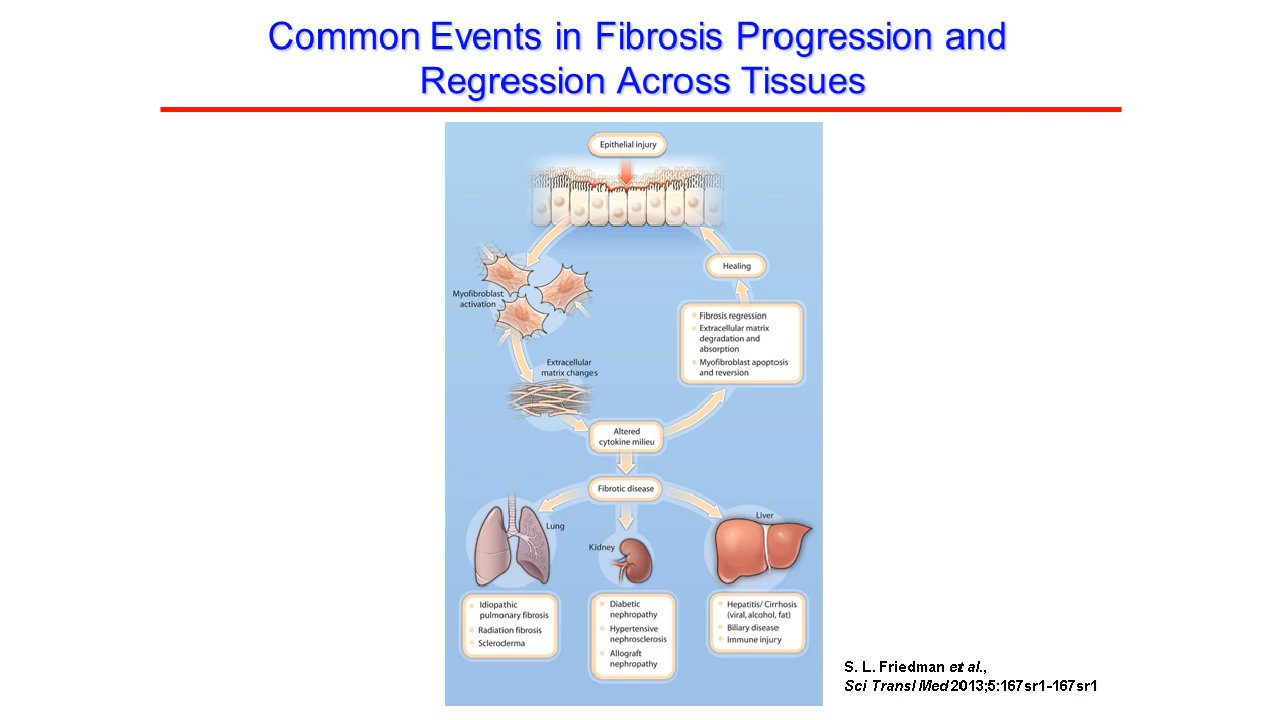 Common Events in Fibrosis Progression and
Regression Across Tissues
Epithelial injury
Myofibroblast
activation
Healing
Fibrosis regression
Extracellular matrix
degradation and
absorption
Myofibroblast apoptosis
and reversion
Extracellular
matrix changes
Altered
cytokine milieu
Fibrotic disease
Lung
Kidney
Liver
Idiopathic
pulmonary fibrosis
Radiation fibrosis
Scleroderma
Diabetic
nephropathy
Hypertensive
nephrosclerosis
Allograft
nephropathy
Hepatitis/ Cirrhosis
(viral, alcohol, fat)
Biliary disease
Immune injury
S. L. Friedman et al.,
Sci Transl Med 2013;5:167sr1-167sr1